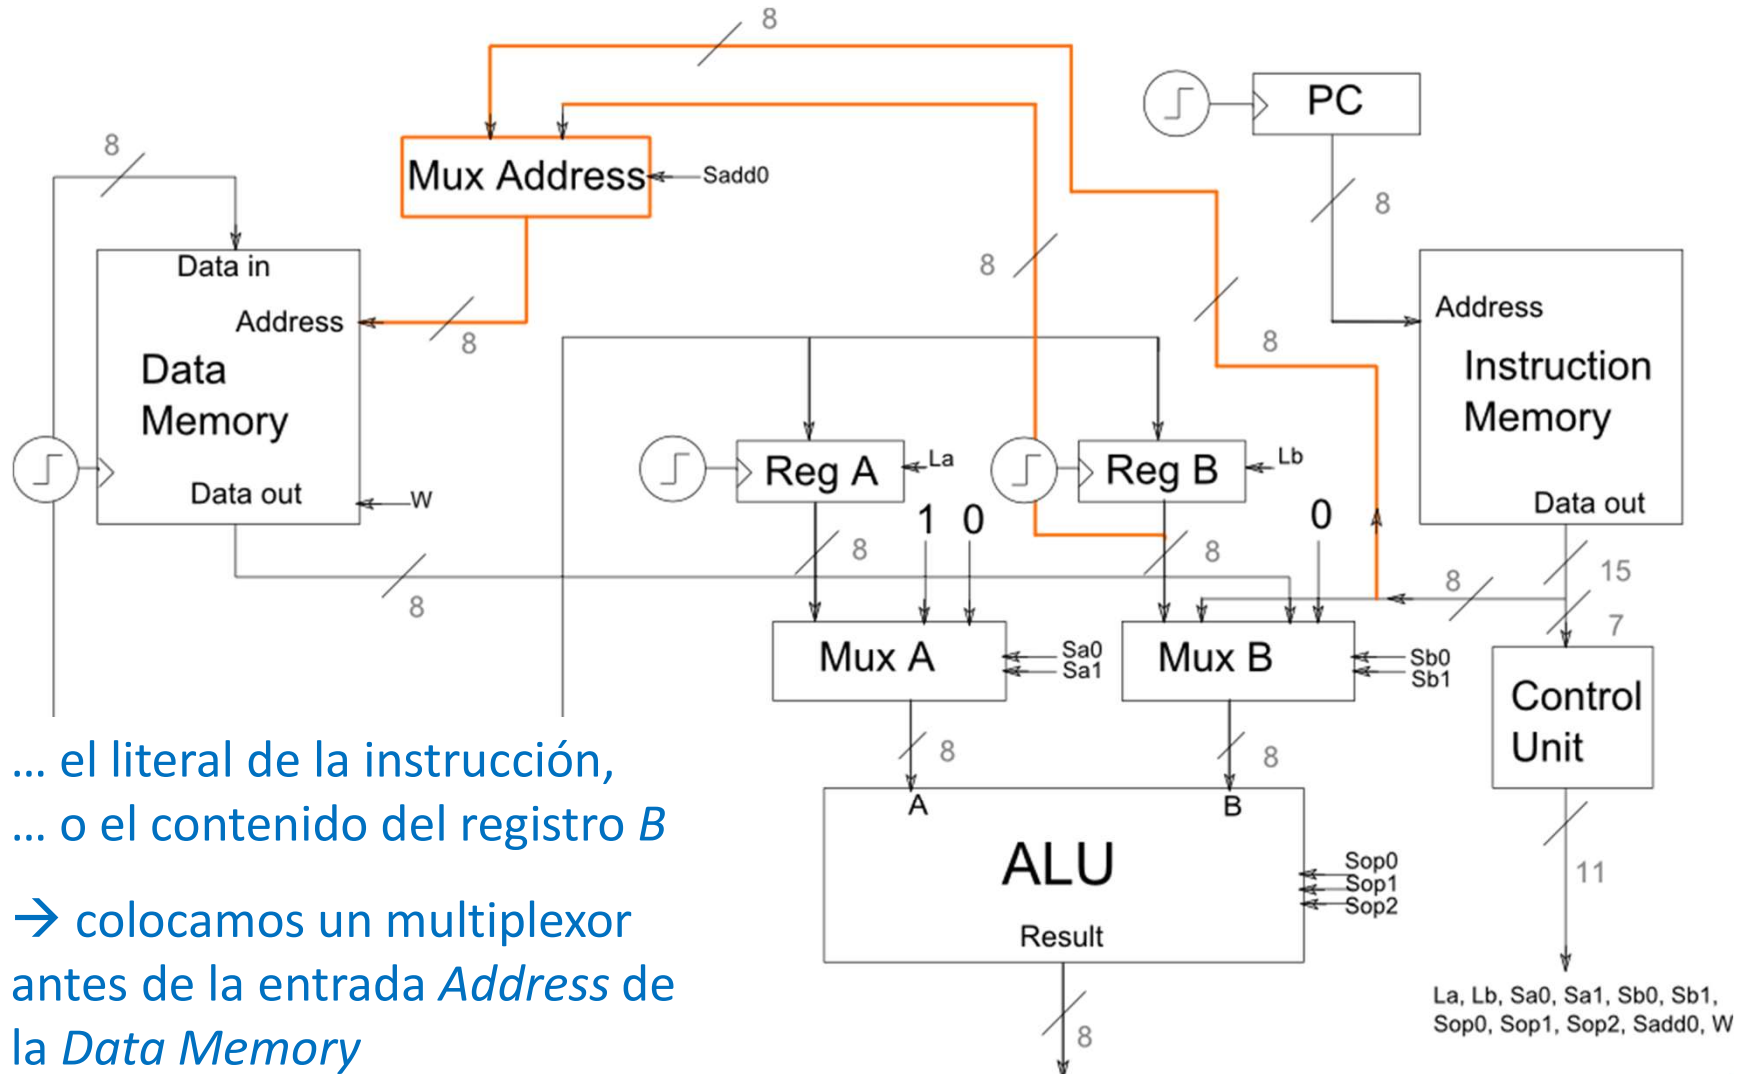 8
PC
8
Mux Address
Sadd0
8
8
Data in
Address
8
8
8
Address
Data
Memory
Instruction
Memory
Reg A
La
Reg B
Lb
Data out
W
Data out
1 0
0
8
8
8
15
8
7
Mux A
Sa0
Sa1
Mux B
Sb0
Sb1
Control
Unit
8
8
A
B
ALU
Sop0
Sop1
Sop2
Result
11
8
La, Lb, Sa0, Sa1, Sb0, Sb1,
Sop0, Sop1, Sop2, Sadd0, W
... el literal de la instrucción,
... o el contenido del registro B
→ colocamos un multiplexor
antes de la entrada Address de
la Data Memory